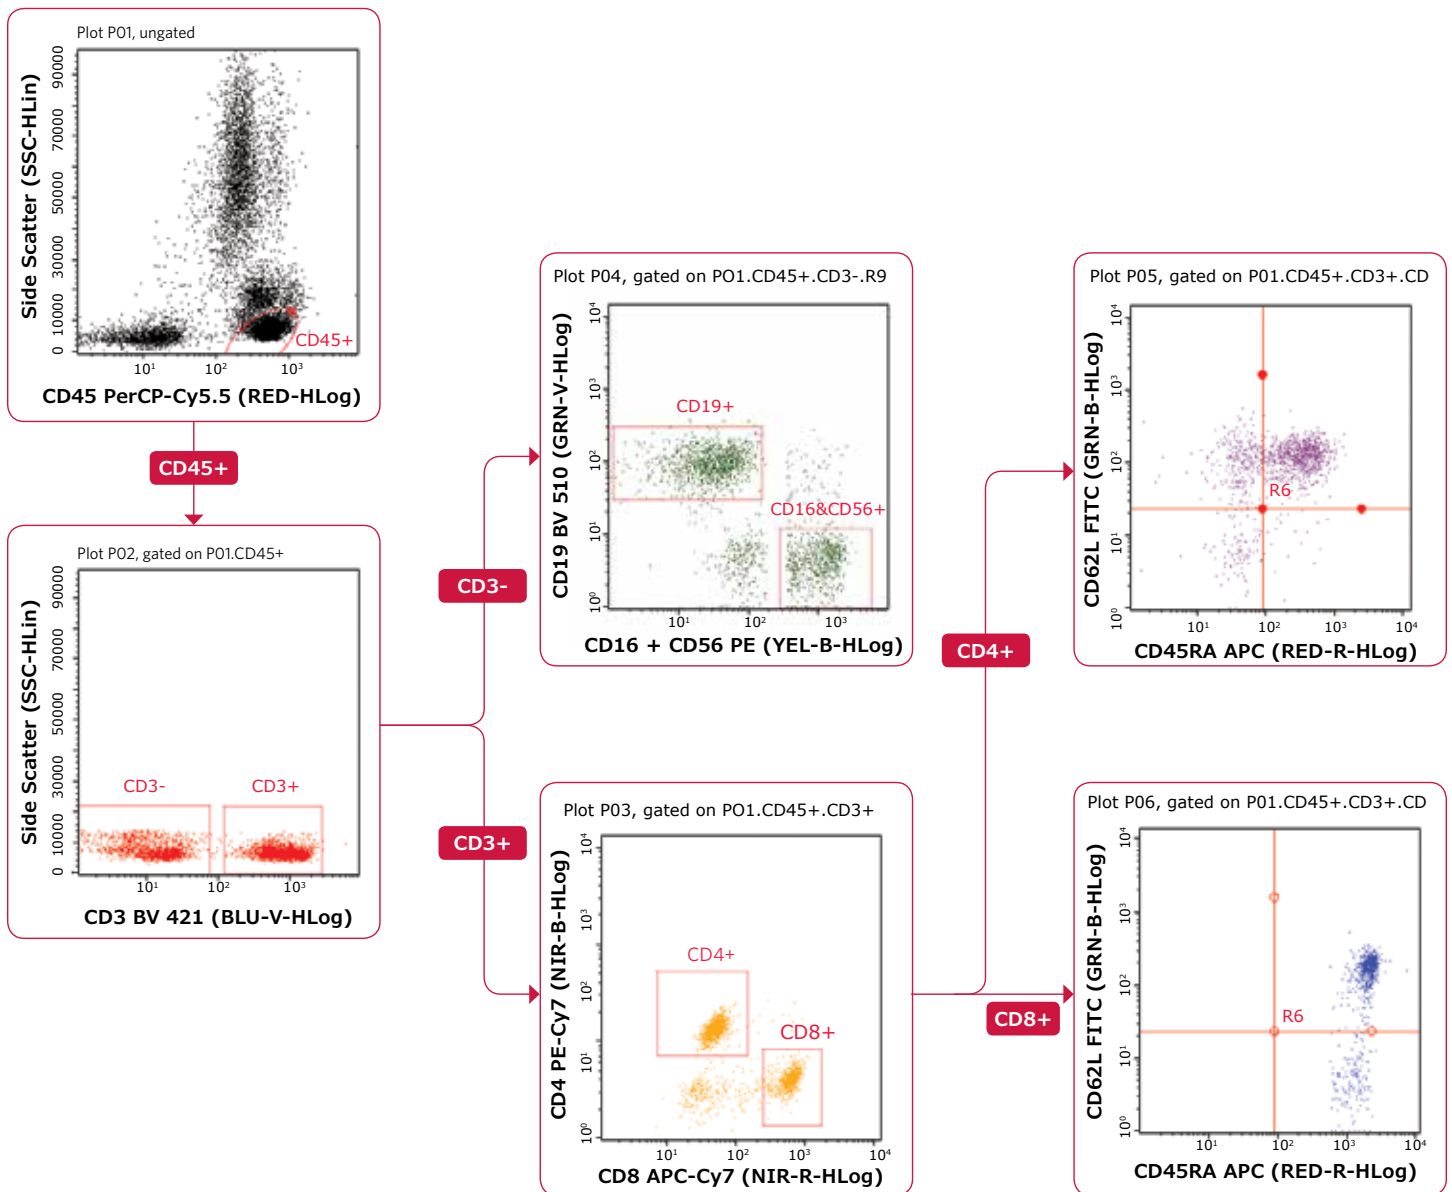 Plot P01, ungated
Side Scatter (SSC-HLin)
90000
70000
50000
30000
10000
0
CD45+
10¹ 10² 10³
CD45 PerCP-Cy5.5 (RED-HLog)
CD45+
Plot P02, gated on P01.CD45+
Side Scatter (SSC-HLin)
90000
70000
50000
30000
10000
0
CD3- CD3+
10¹ 10² 10³
CD3 BV 421 (BLU-V-HLog)
CD3-
CD3+
Plot P04, gated on PO1.CD45+.CD3-.R9
CD19 BV 510 (GRN-V-HLog)
10⁴
10³
10²
10¹
10⁰
CD19+
CD16&CD56+
10¹ 10² 10³
CD16 + CD56 PE (YEL-B-HLog)
Plot P03, gated on PO1.CD45+.CD3+
CD4 PE-Cy7 (NIR-B-HLog)
10⁴
10³
10²
10¹
10⁰
CD4+
CD8+
10¹ 10² 10³ 10⁴
CD8 APC-Cy7 (NIR-R-HLog)
CD4+
CD8+
Plot P05, gated on P01.CD45+.CD3+.CD
CD62L FITC (GRN-B-HLog)
10⁴
10³
10²
10¹
10⁰
R6
10¹ 10² 10³ 10⁴
CD45RA APC (RED-R-HLog)
Plot P06, gated on P01.CD45+.CD3+.CD
CD62L FITC (GRN-B-HLog)
10⁴
10³
10²
10¹
10⁰
R6
10¹ 10² 10³ 10⁴
CD45RA APC (RED-R-HLog)